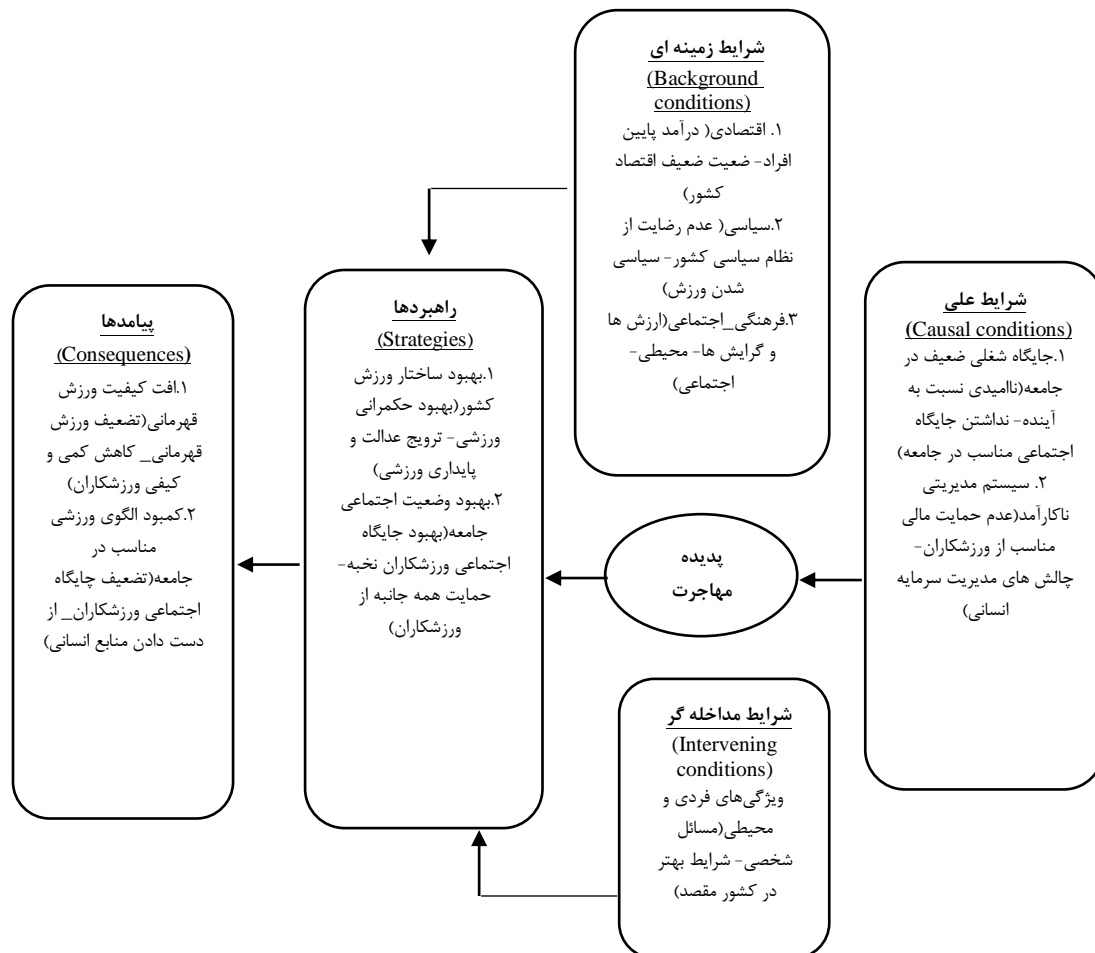 شرایط زمینه ای
(Background
conditions)
۱. اقتصادی( درآمد پایین
افراد- ضعیت ضعیف اقتصاد
کشور)
۲.سیاسی( عدم رضایت از
نظام سیاسی کشور- سیاسی
شدن ورزش)
۳.فرهنگی_اجتماعی(ارزش ها
و گرایش ها- محیطی-
اجتماعی)
شرایط علی
(Causal conditions)
۱.جایگاه شغلی ضعیف در
جامعه(ناامیدی نسبت به
آینده- نداشتن جایگاه
اجتماعی مناسب در جامعه)
۲. سیستم مدیریتی
ناکارآمد(عدم حمایت مالی
مناسب از ورزشکاران-
چالش های مدیریت سرمایه
انسانی)
پدیده
مهاجرت
شرایط مداخله گر
(Intervening
conditions)
ویژگی‌های فردی و
محیطی(مسائل
شخصی- شرایط بهتر
در کشور مقصد)
راهبردها
(Strategies)
۱.بهبود ساختار ورزش
کشور(بهبود حکمرانی
ورزشی- ترویج عدالت و
پایداری ورزشی)
۲.بهبود وضعیت اجتماعی
جامعه(بهبود جایگاه
اجتماعی ورزشکاران نخبه-
حمایت همه جانبه از
ورزشکاران)
پیامدها
(Consequences)
۱.افت کیفیت ورزش
قهرمانی(تضعیف ورزش
قهرمانی_ کاهش کمی و
کیفی ورزشکاران)
۲.کمبود الگوی ورزشی
مناسب در
جامعه(تضعیف چایگاه
اجتماعی ورزشکاران_ از
دست دادن منابع انسانی)